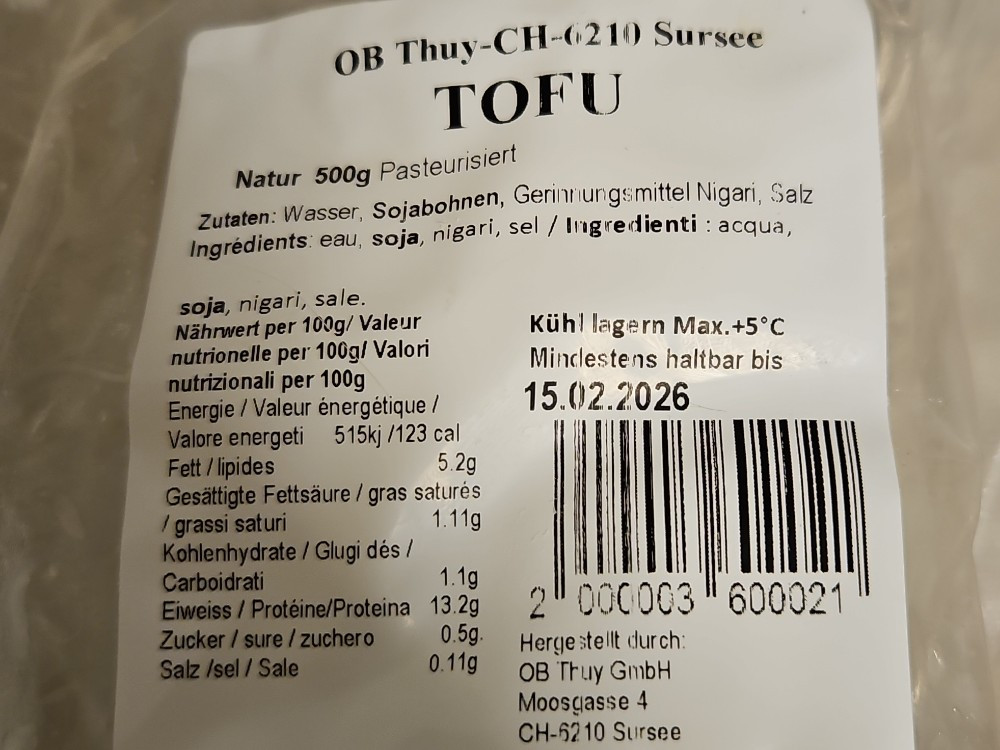 OB Thuy-CH-6210 Sursee
TOFU
Natur 500g Pasteurisiert
Zutaten: Wasser, Sojabohnen, Gerinnungsmittel Nigari, Salz
Ingrédients: eau, soja, nigari, sel / Ingredienti : acqua,
soja, nigari, sale.
Nährwert per 100g/ Valeur
nutrionelle per 100g/ Valori
nutrizionali per 100g
Energie / Valeur énergétique /
Valore energeti 515kj /123 cal
Fett / lipides 5.2g
Gesättigte Fettsäure / gras saturés
/ grassi saturi 1.11g
Kohlenhydrate / Glugi dés /
Carboidrati 1.1g
Eiweiss / Protéine/Proteina 13.2g
Zucker / sure / zuchero 0.5g.
Salz /sel / Sale 0.11g
Kühl lagern Max.+5°C
Mindestens haltbar bis
15.02.2026
2 000003 600021
Hergestellt durch:
OB Thuy GmbH
Moosgasse 4
CH-6210 Sursee